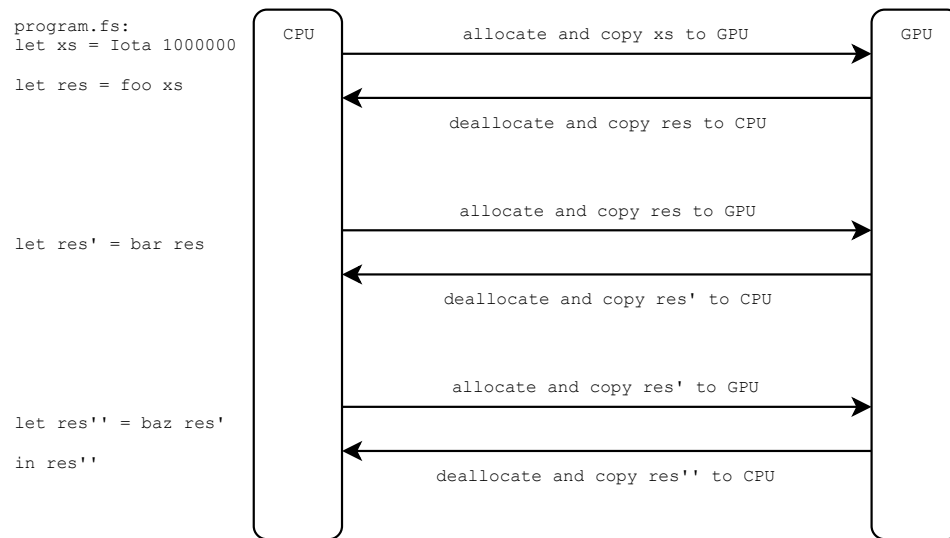 program.fs:
let xs = Iota 1000000
CPU
allocate and copy xs to GPU
GPU
let res = foo xs
deallocate and copy res to CPU
allocate and copy res to GPU
let res' = bar res
deallocate and copy res' to CPU
allocate and copy res' to GPU
let res'' = baz res'
in res''
deallocate and copy res'' to CPU